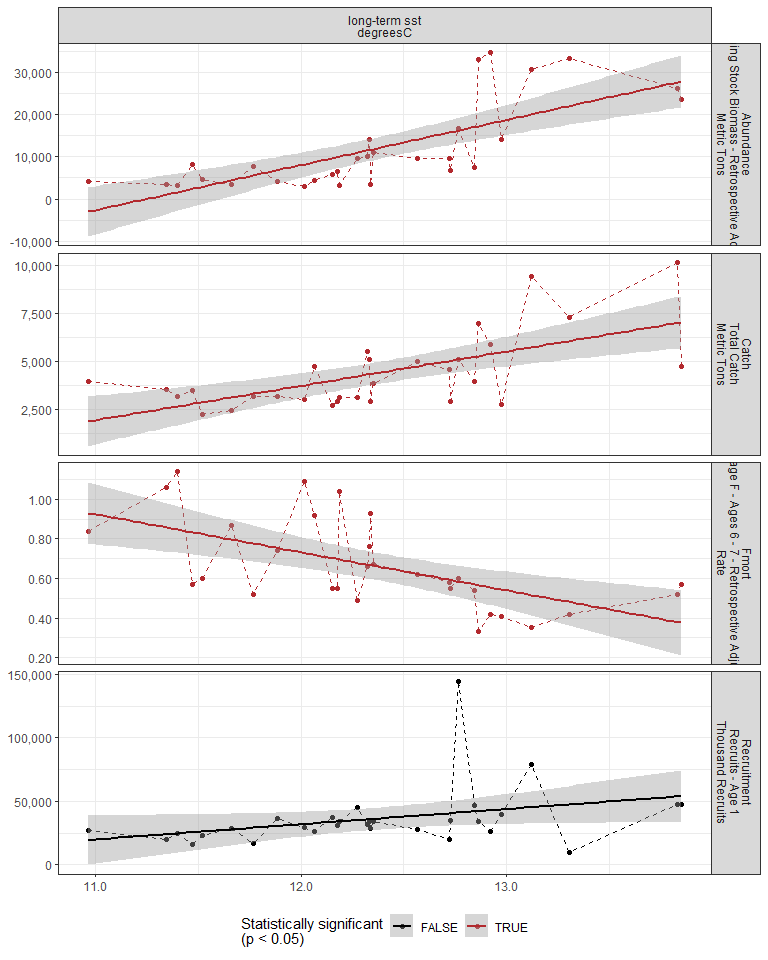 long-term sst
degreesC
30,000
20,000
10,000
0
-10,000
Abundance
ing Stock Biomass - Retrospective Ad
Metric Tons
10,000
7,500
5,000
2,500
Catch
Total Catch
Metric Tons
1.00
0.80
0.60
0.40
0.20
Fmort
age F - Ages 6 - 7 - Retrospective Adju
Rate
150,000
100,000
50,000
0
Recruitment
Recruits - Age 1
Thousand Recruits
11.0 12.0 13.0
Statistically significant
(p < 0.05)
FALSE TRUE